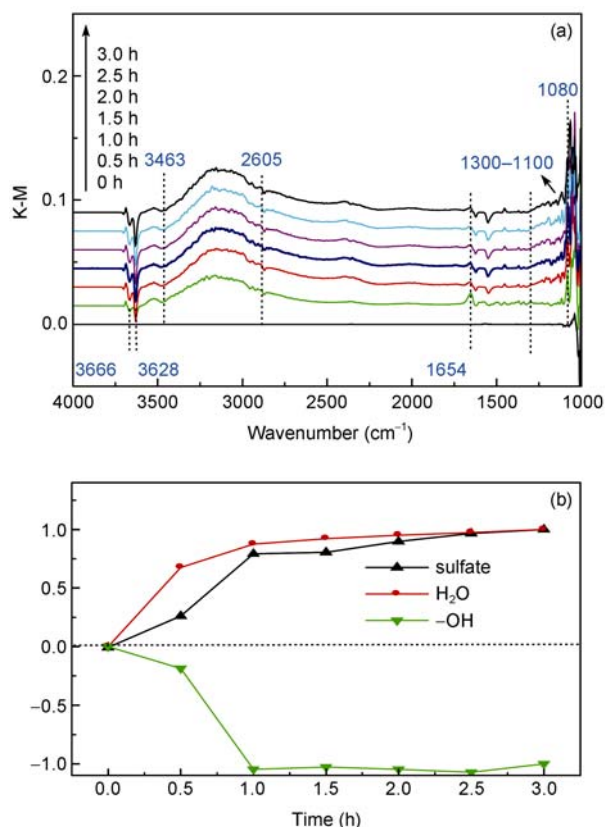 (a)
3.0 h
2.5 h
2.0 h
1.5 h
1.0 h
0.5 h
0 h
0.2
0.1
0.0
K-M
3463
2605
1300–1100
1080
3666
3628
1654
4000 3500 3000 2500 2000 1500 1000
Wavenumber (cm⁻¹)
(b)
1.0
0.5
0.0
−0.5
−1.0
sulfate
H₂O
−OH
0.0 0.5 1.0 1.5 2.0 2.5 3.0
Time (h)